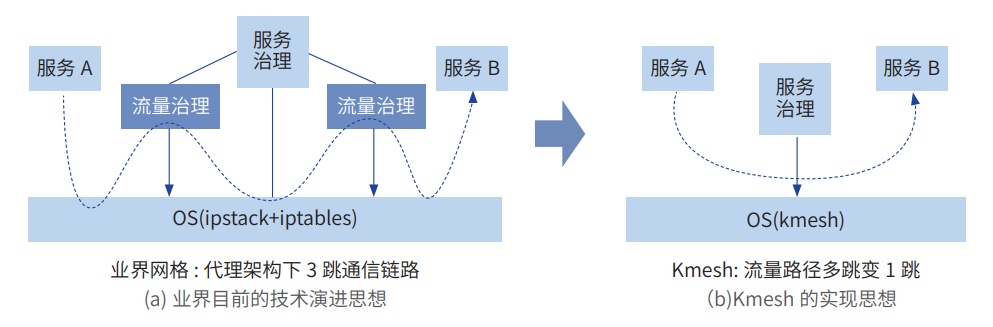 服务
治理
服务 A
服务 B
流量治理
流量治理
OS(ipstack+iptables)
业界网格 : 代理架构下 3 跳通信链路
(a) 业界目前的技术演进思想
服务 A
服务 B
服务
治理
OS(kmesh)
Kmesh: 流量路径多跳变 1 跳
（b)Kmesh 的实现思想